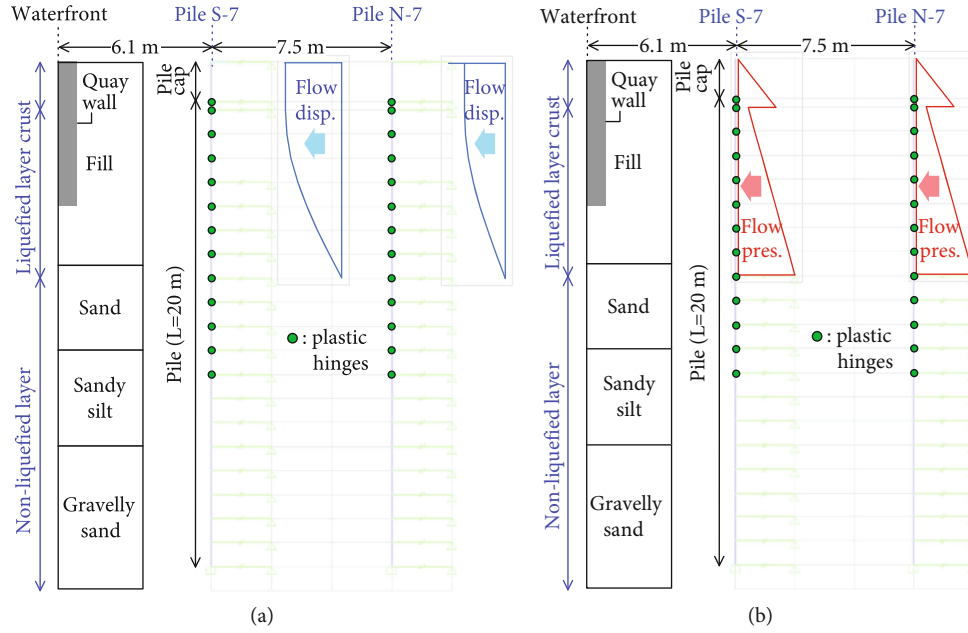 (a)
Waterfront
Pile S-7
Pile N-7
6.1 m
7.5 m
Pile cap
Quay
wall
Fill
Flow
disp.
Flow
disp.
Liquefied layer crust
Sand
Sandy
silt
Gravelly
sand
Non-liquefied layer
Pile (L=20 m)
: plastic
hinges
(a)
(b)
Waterfront
Pile S-7
Pile N-7
6.1 m
7.5 m
Pile
cap
Quay
wall
Fill
Flow
pres.
Flow
pres.
Liquefied layer crust
Sand
Sandy
silt
Gravelly
sand
Non-liquefied layer
Pile (L=20 m)
: plastic
hinges
(b)